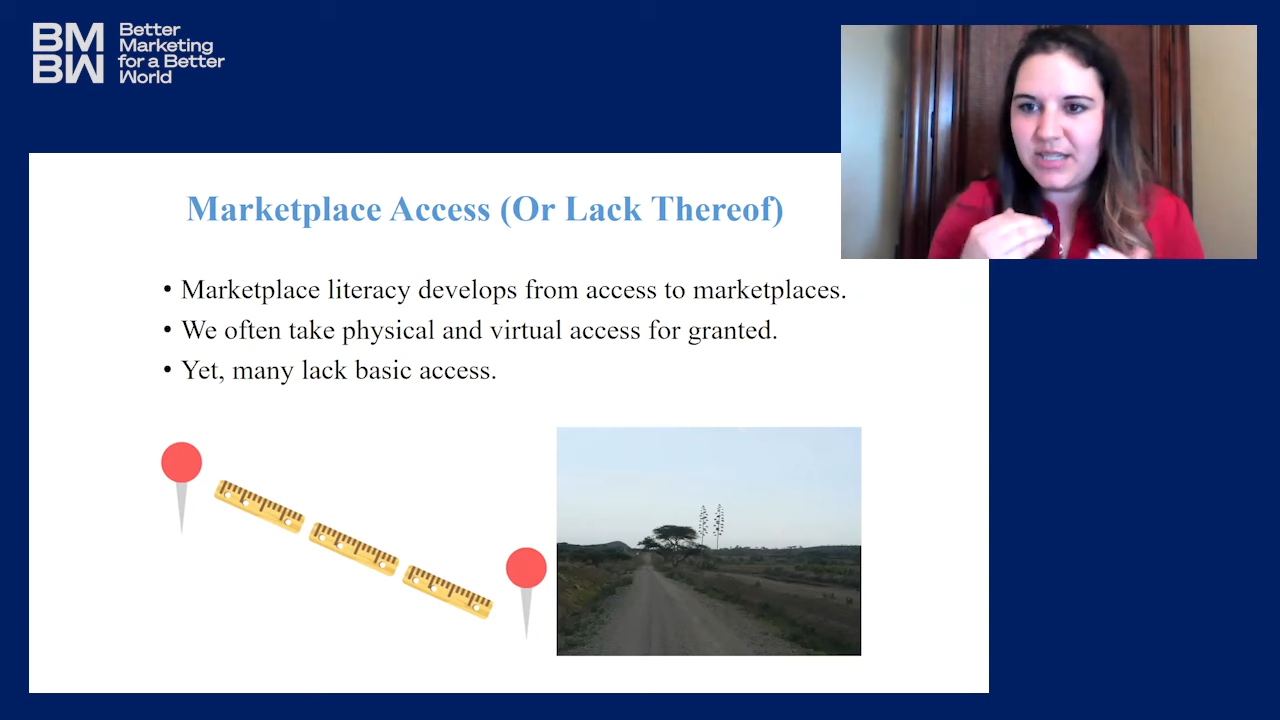 BM
BW
Better
Marketing
for a Better
World
Marketplace Access (Or Lack Thereof)
• Marketplace literacy develops from access to marketplaces.
• We often take physical and virtual access for granted.
• Yet, many lack basic access.